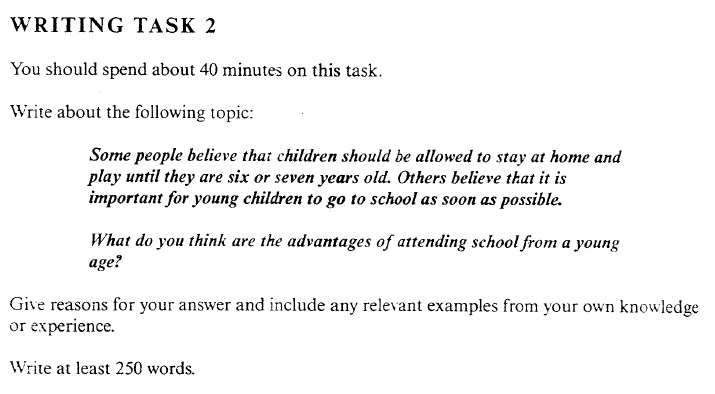 WRITING TASK 2
You should spend about 40 minutes on this task.
Write about the following topic:
Some people believe that children should be allowed to stay at home and
play until they are six or seven years old. Others believe that it is
important for young children to go to school as soon as possible.
What do you think are the advantages of attending school from a young
age?
Give reasons for your answer and include any relevant examples from your own knowledge
or experience.
Write at least 250 words.